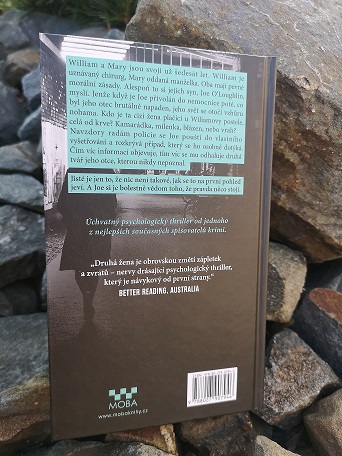 William a Mary jsou svoji už šedesát let. William je
uznávaný chirurg, Mary oddaná manželka. Oba mají pevné
morální zásady. Alespoň to si jejich syn, Joe O'Loughlin,
myslí. Jenže když je Joe přivolán do nemocnice poté, co
byl jeho otec brutálně napaden, jeho svět se otočí vzhůru
nohama. Kdo je ta cizí žena plačící u Williamovy postele,
celá od krve? Kamarádka, milenka, blázen, nebo vrah?
Navzdory radám policie se Joe pouští do vlastního
vyšetřování a rozkrývá případ, který se ho osobně dotýká.
Čím víc informací objevuje, tím víc se mu odhaluje druhá
tvář jeho otce, kterou nikdy nepoznal.
Jisté je jen to, že nic není takové, jak se to na první pohled
jeví. A Joe si je bolestně vědom toho, že pravda něco stojí.
Úchvatný psychologický thriller od jednoho
z nejlepších současných spisovatelů krimi.
„Druhá žena je obrovskou změtí zápletek
a zvratů – nervy drásající psychologický thriller,
který je návykový od první strany."
BETTER READING, AUSTRALIA
MOBA
www.mobaknihy.cz